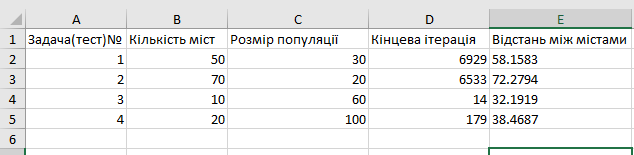 A B C D E
1 Задача(тест)№ Кількість міст Розмір популяції Кінцева ітерація Відстань між містами
2 1 50 30 6929 58.1583
3 2 70 20 6533 72.2794
4 3 10 60 14 32.1919
5 4 20 100 179 38.4687
6